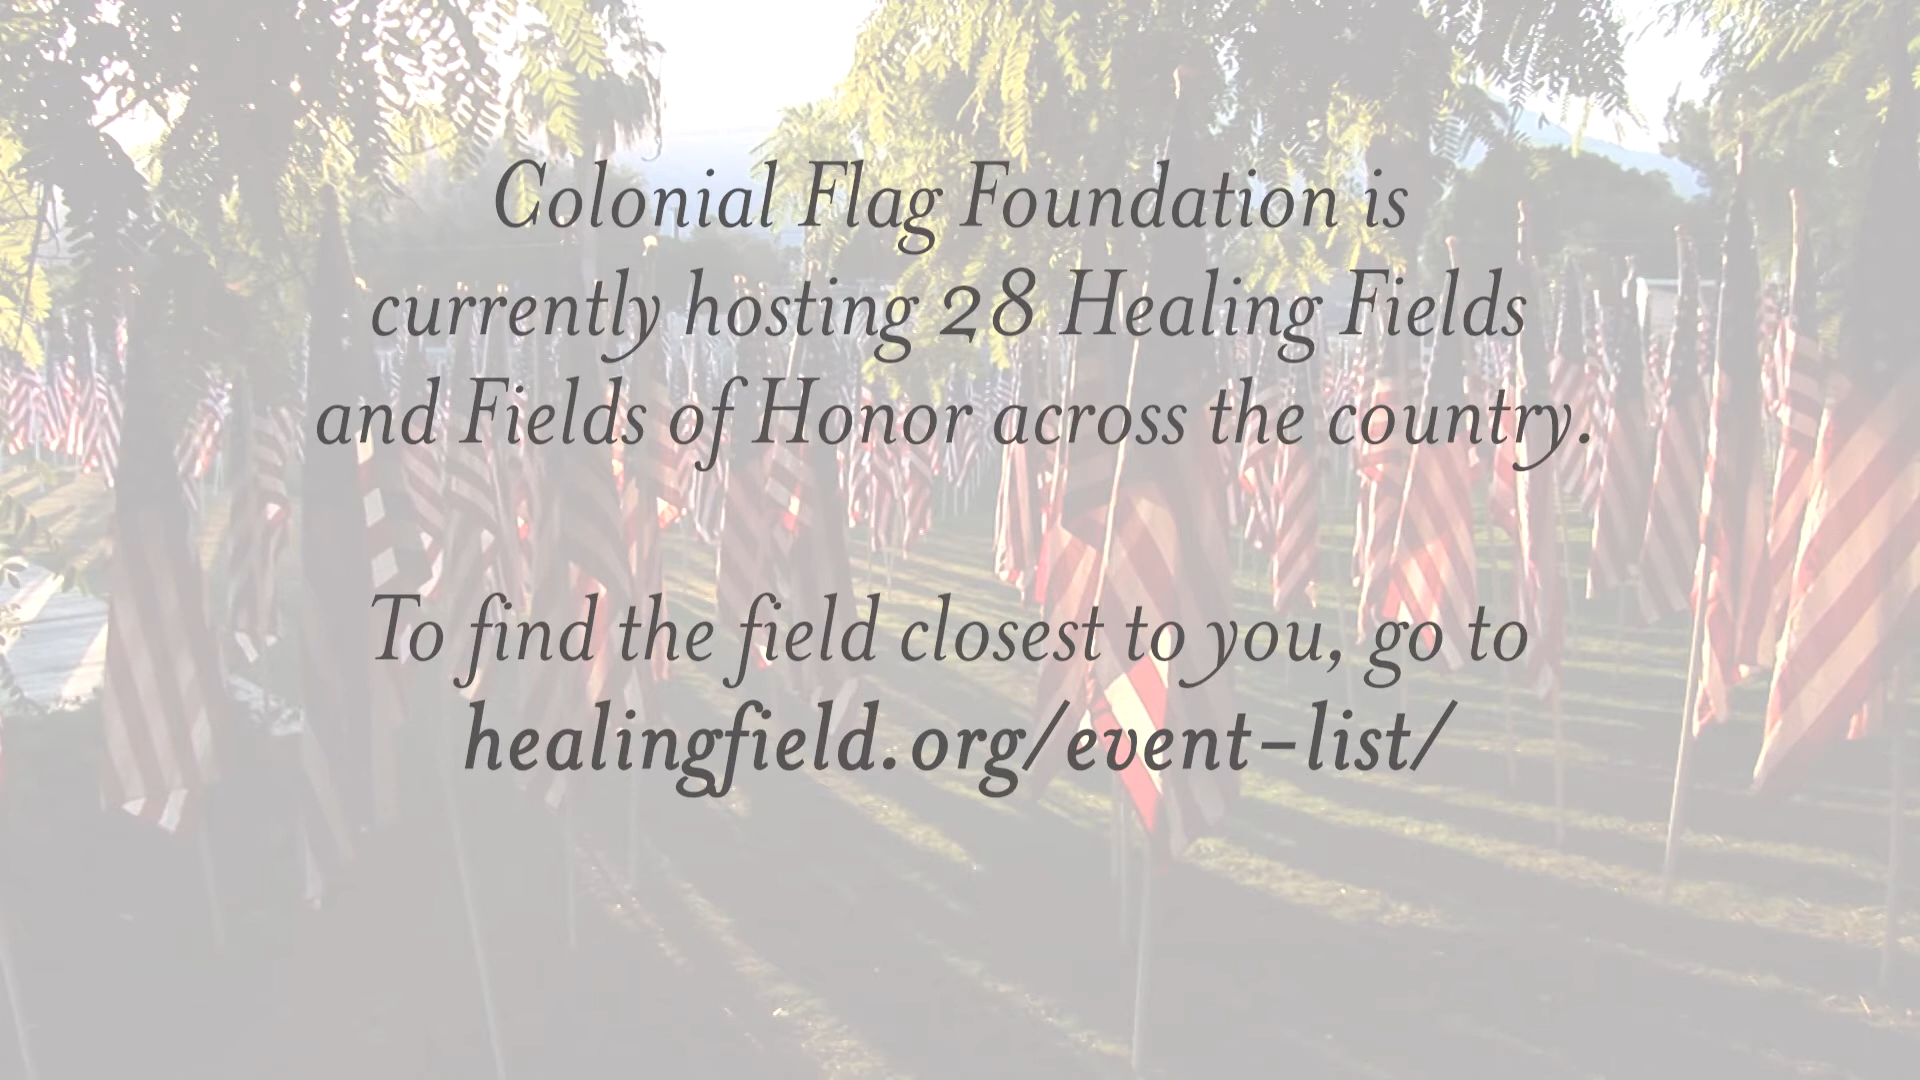 Colonial Flag Foundation is
currently hosting 28 Healing Fields
and Fields of Honor across the country.
To find the field closest to you, go to
healingfield.org/event-list/